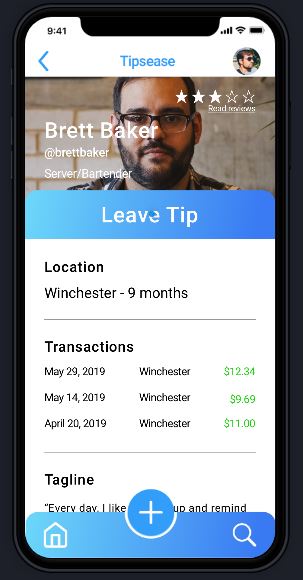 9:41
Tipsease
Read reviews
Brett Baker
@brettbaker
Server/Bartender
Leave Tip
Location
Winchester - 9 months
Transactions
May 29, 2019 Winchester $12.34
May 14, 2019 Winchester $9.69
April 20, 2019 Winchester $11.00
Tagline
“Every day, I like up and remind